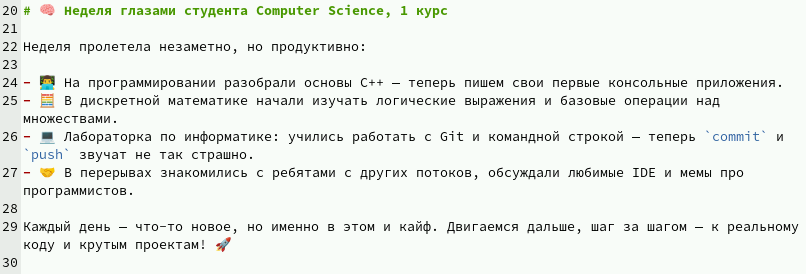 20 # 🧠 Неделя глазами студента Computer Science, 1 курс
21
22 Неделя пролетела незаметно, но продуктивно:
23
24 - 👨‍💻 На программировании разобрали основы C++ — теперь пишем свои первые консольные приложения.
25 - 🧮 В дискретной математике начали изучать логические выражения и базовые операции над
множествами.
26 - 💻 Лабораторка по информатике: учились работать с Git и командной строкой — теперь `commit` и
`push` звучат не так страшно.
27 - 🤝 В перерывах знакомились с ребятами с других потоков, обсуждали любимые IDE и мемы про
программистов.
28
29 Каждый день — что-то новое, но именно в этом и кайф. Двигаемся дальше, шаг за шагом — к реальному
коду и крутым проектам! 🚀
30